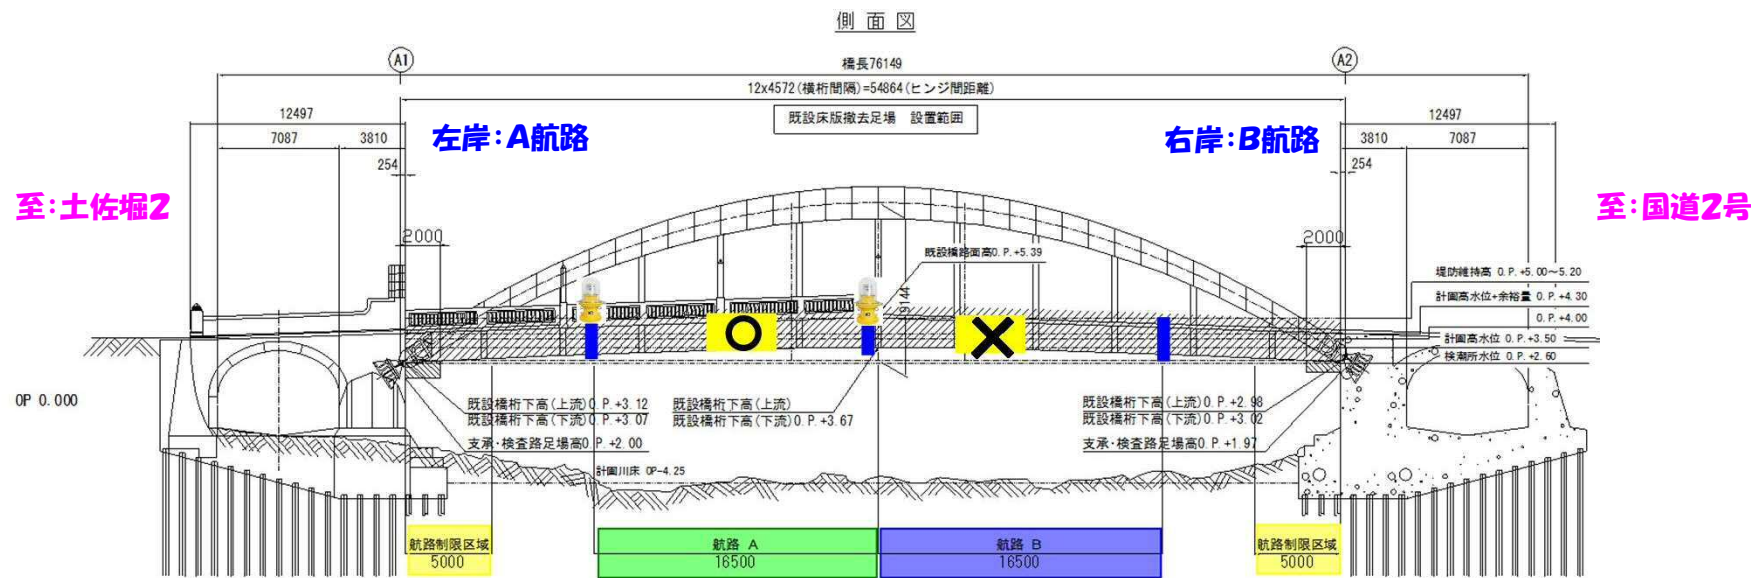 側面図
A1
A2
橋長76149
12x4572(横桁間隔)=54864(ヒンジ間距離)
既設床版撤去足場 設置範囲
12497
7087
3810
254
左岸:A航路
右岸:B航路
12497
3810
7087
254
至:土佐堀2
至:国道2号
2000
2000
既設橋路面高O.P.+5.39
9144
堤防維持高 O.P.+5.00~5.20
計画高水位+余裕量 O.P.+4.30
O.P.+4.00
計画高水位 O.P.+3.50
検潮所水位 O.P.+2.60
OP 0.000
既設橋桁下高(上流)O.P.+3.12
既設橋桁下高(下流)O.P.+3.07
支承・検査路足場高O.P.+2.00
既設橋桁下高(上流)
既設橋桁下高(下流)O.P.+3.67
既設橋桁下高(上流)O.P.+2.98
既設橋桁下高(下流)O.P.+3.02
支承・検査路足場高O.P.+1.97
計画川床 OP-4.25
航路制限区域
5000
航路 A
16500
航路 B
16500
航路制限区域
5000